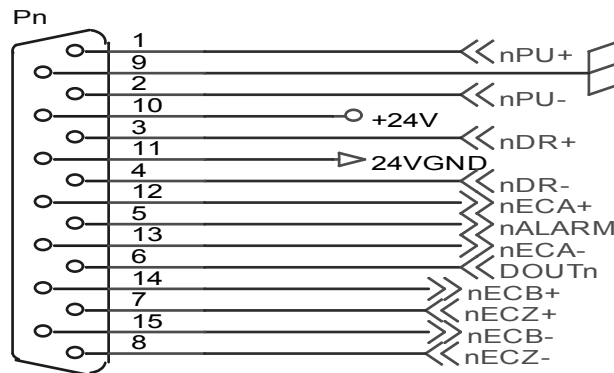 Pn
1 nPU+
9
2 nPU-
10 +24V
3 nDR+
11 24VGND
4 nDR-
12 nECA+
5 nALARM
13 nECA-
6 DOUTn
14 nECB+
7 nECZ+
15 nECB-
8 nECZ-